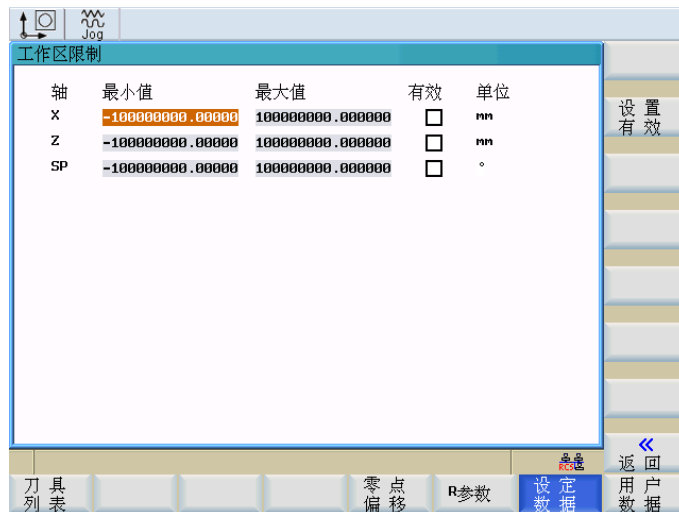 Jog
工作区限制
轴 最小值 最大值 有效 单位
X -100000000.00000 100000000.000000 mm
Z -100000000.00000 100000000.000000 mm
SP -100000000.00000 100000000.000000 °
设置
有效
RCS
返回
刀具
列表
零点
偏移
R参数
设定
数据
用户
数据